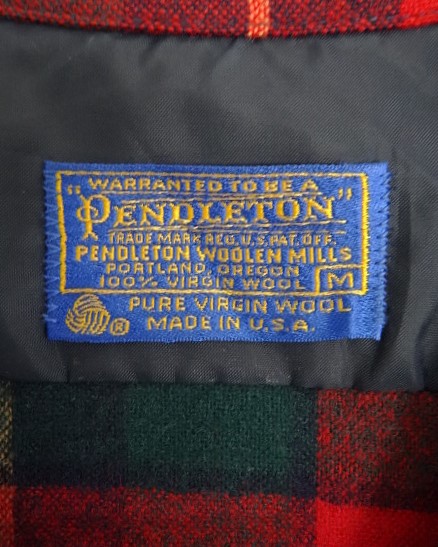 WARRANTED TO BE A
"PENDLETON"
TRADE MARK REG. U.S. PAT. OFF.
PENDLETON WOOLEN MILLS
PORTLAND, OREGON
100% VIRGIN WOOL M
PURE VIRGIN WOOL
® MADE IN U.S.A.